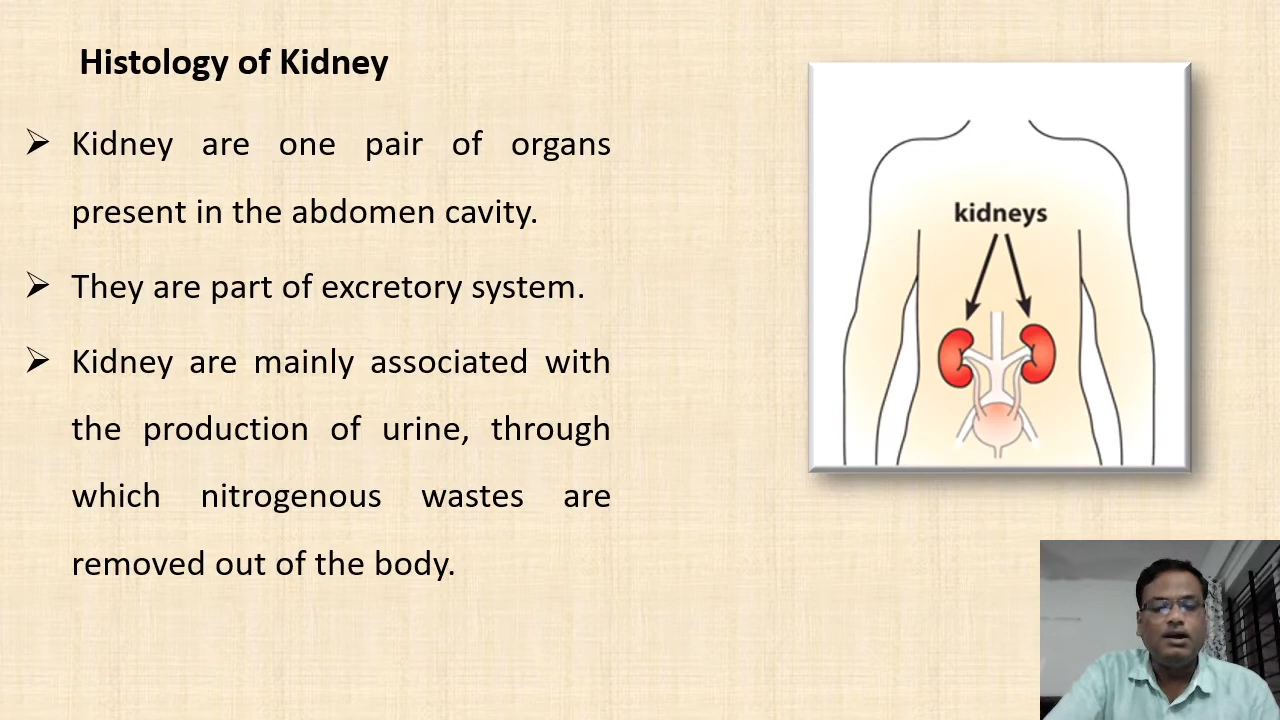 Histology of Kidney
➢ Kidney are one pair of organs
present in the abdomen cavity.
➢ They are part of excretory system.
➢ Kidney are mainly associated with
the production of urine, through
which nitrogenous wastes are
removed out of the body.
kidneys